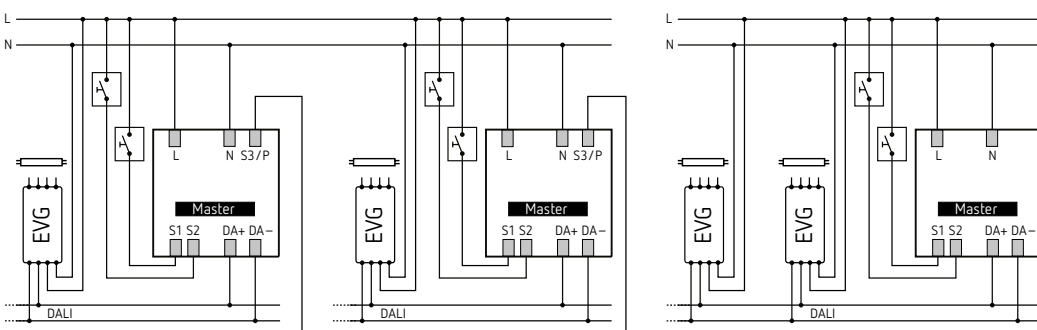 L L
N N
L N S3/P L N S3/P L N
EVG Master EVG Master EVG EVG Master
S1 S2 DA+ DA− S1 S2 DA+ DA− S1 S2 DA+ DA−
DALI DALI DALI